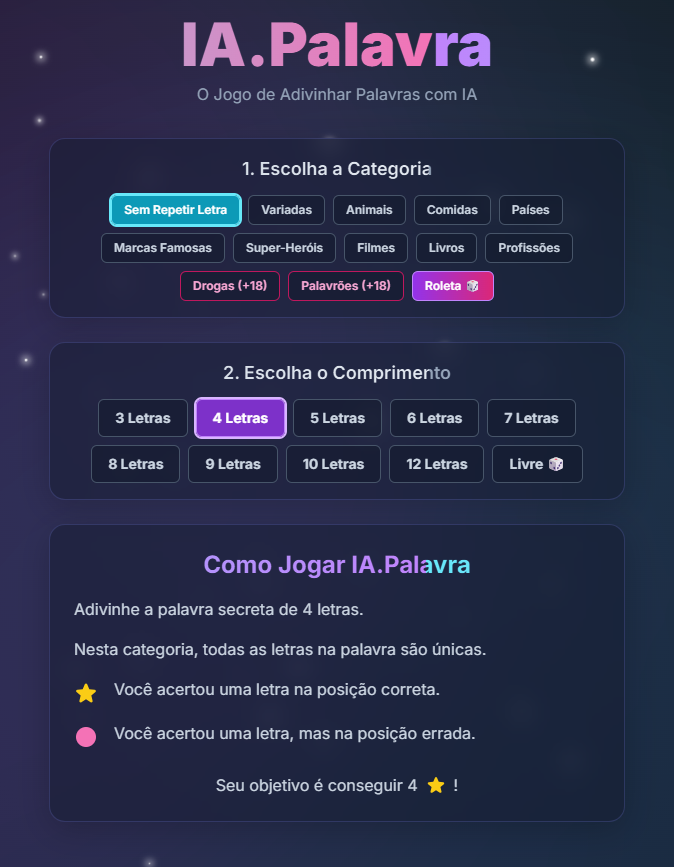 IA.Palavra
O Jogo de Adivinhar Palavras com IA
1. Escolha a Categoria
Sem Repetir Letra Variadas Animais Comidas Países
Marcas Famosas Super-Heróis Filmes Livros Profissões
Drogas (+18) Palavrões (+18) Roleta 🎲
2. Escolha o Comprimento
3 Letras 4 Letras 5 Letras 6 Letras 7 Letras
8 Letras 9 Letras 10 Letras 12 Letras Livre 🎲
Como Jogar IA.Palavra
Adivinhe a palavra secreta de 4 letras.
Nesta categoria, todas as letras na palavra são únicas.
Você acertou uma letra na posição correta.
Você acertou uma letra, mas na posição errada.
Seu objetivo é conseguir 4 ⭐ !